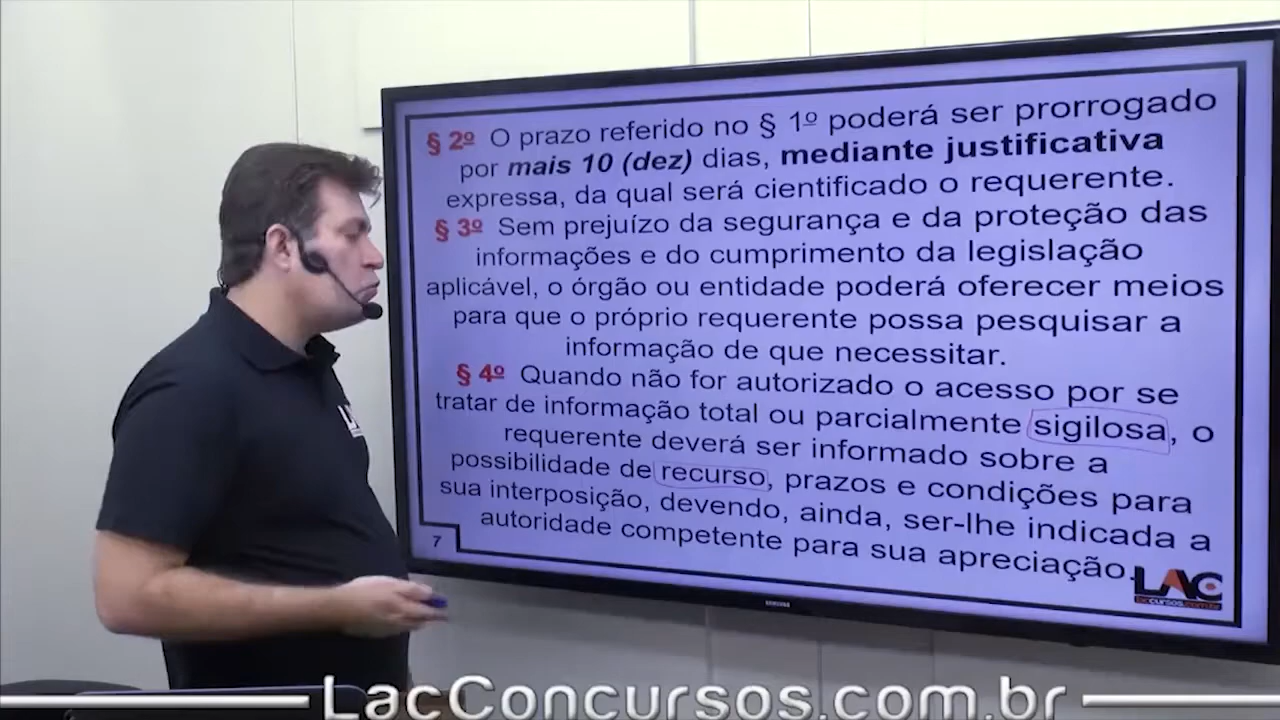 § 2º O prazo referido no § 1º poderá ser prorrogado
por mais 10 (dez) dias, mediante justificativa
expressa, da qual será cientificado o requerente.
§ 3º Sem prejuízo da segurança e da proteção das
informações e do cumprimento da legislação
aplicável, o órgão ou entidade poderá oferecer meios
para que o próprio requerente possa pesquisar a
informação de que necessitar.
§ 4º Quando não for autorizado o acesso por se
tratar de informação total ou parcialmente sigilosa, o
requerente deverá ser informado sobre a
possibilidade de recurso, prazos e condições para
sua interposição, devendo, ainda, ser-lhe indicada a
autoridade competente para sua apreciação.
7
LAC
SAMSUNG
LacConcursos.com.br